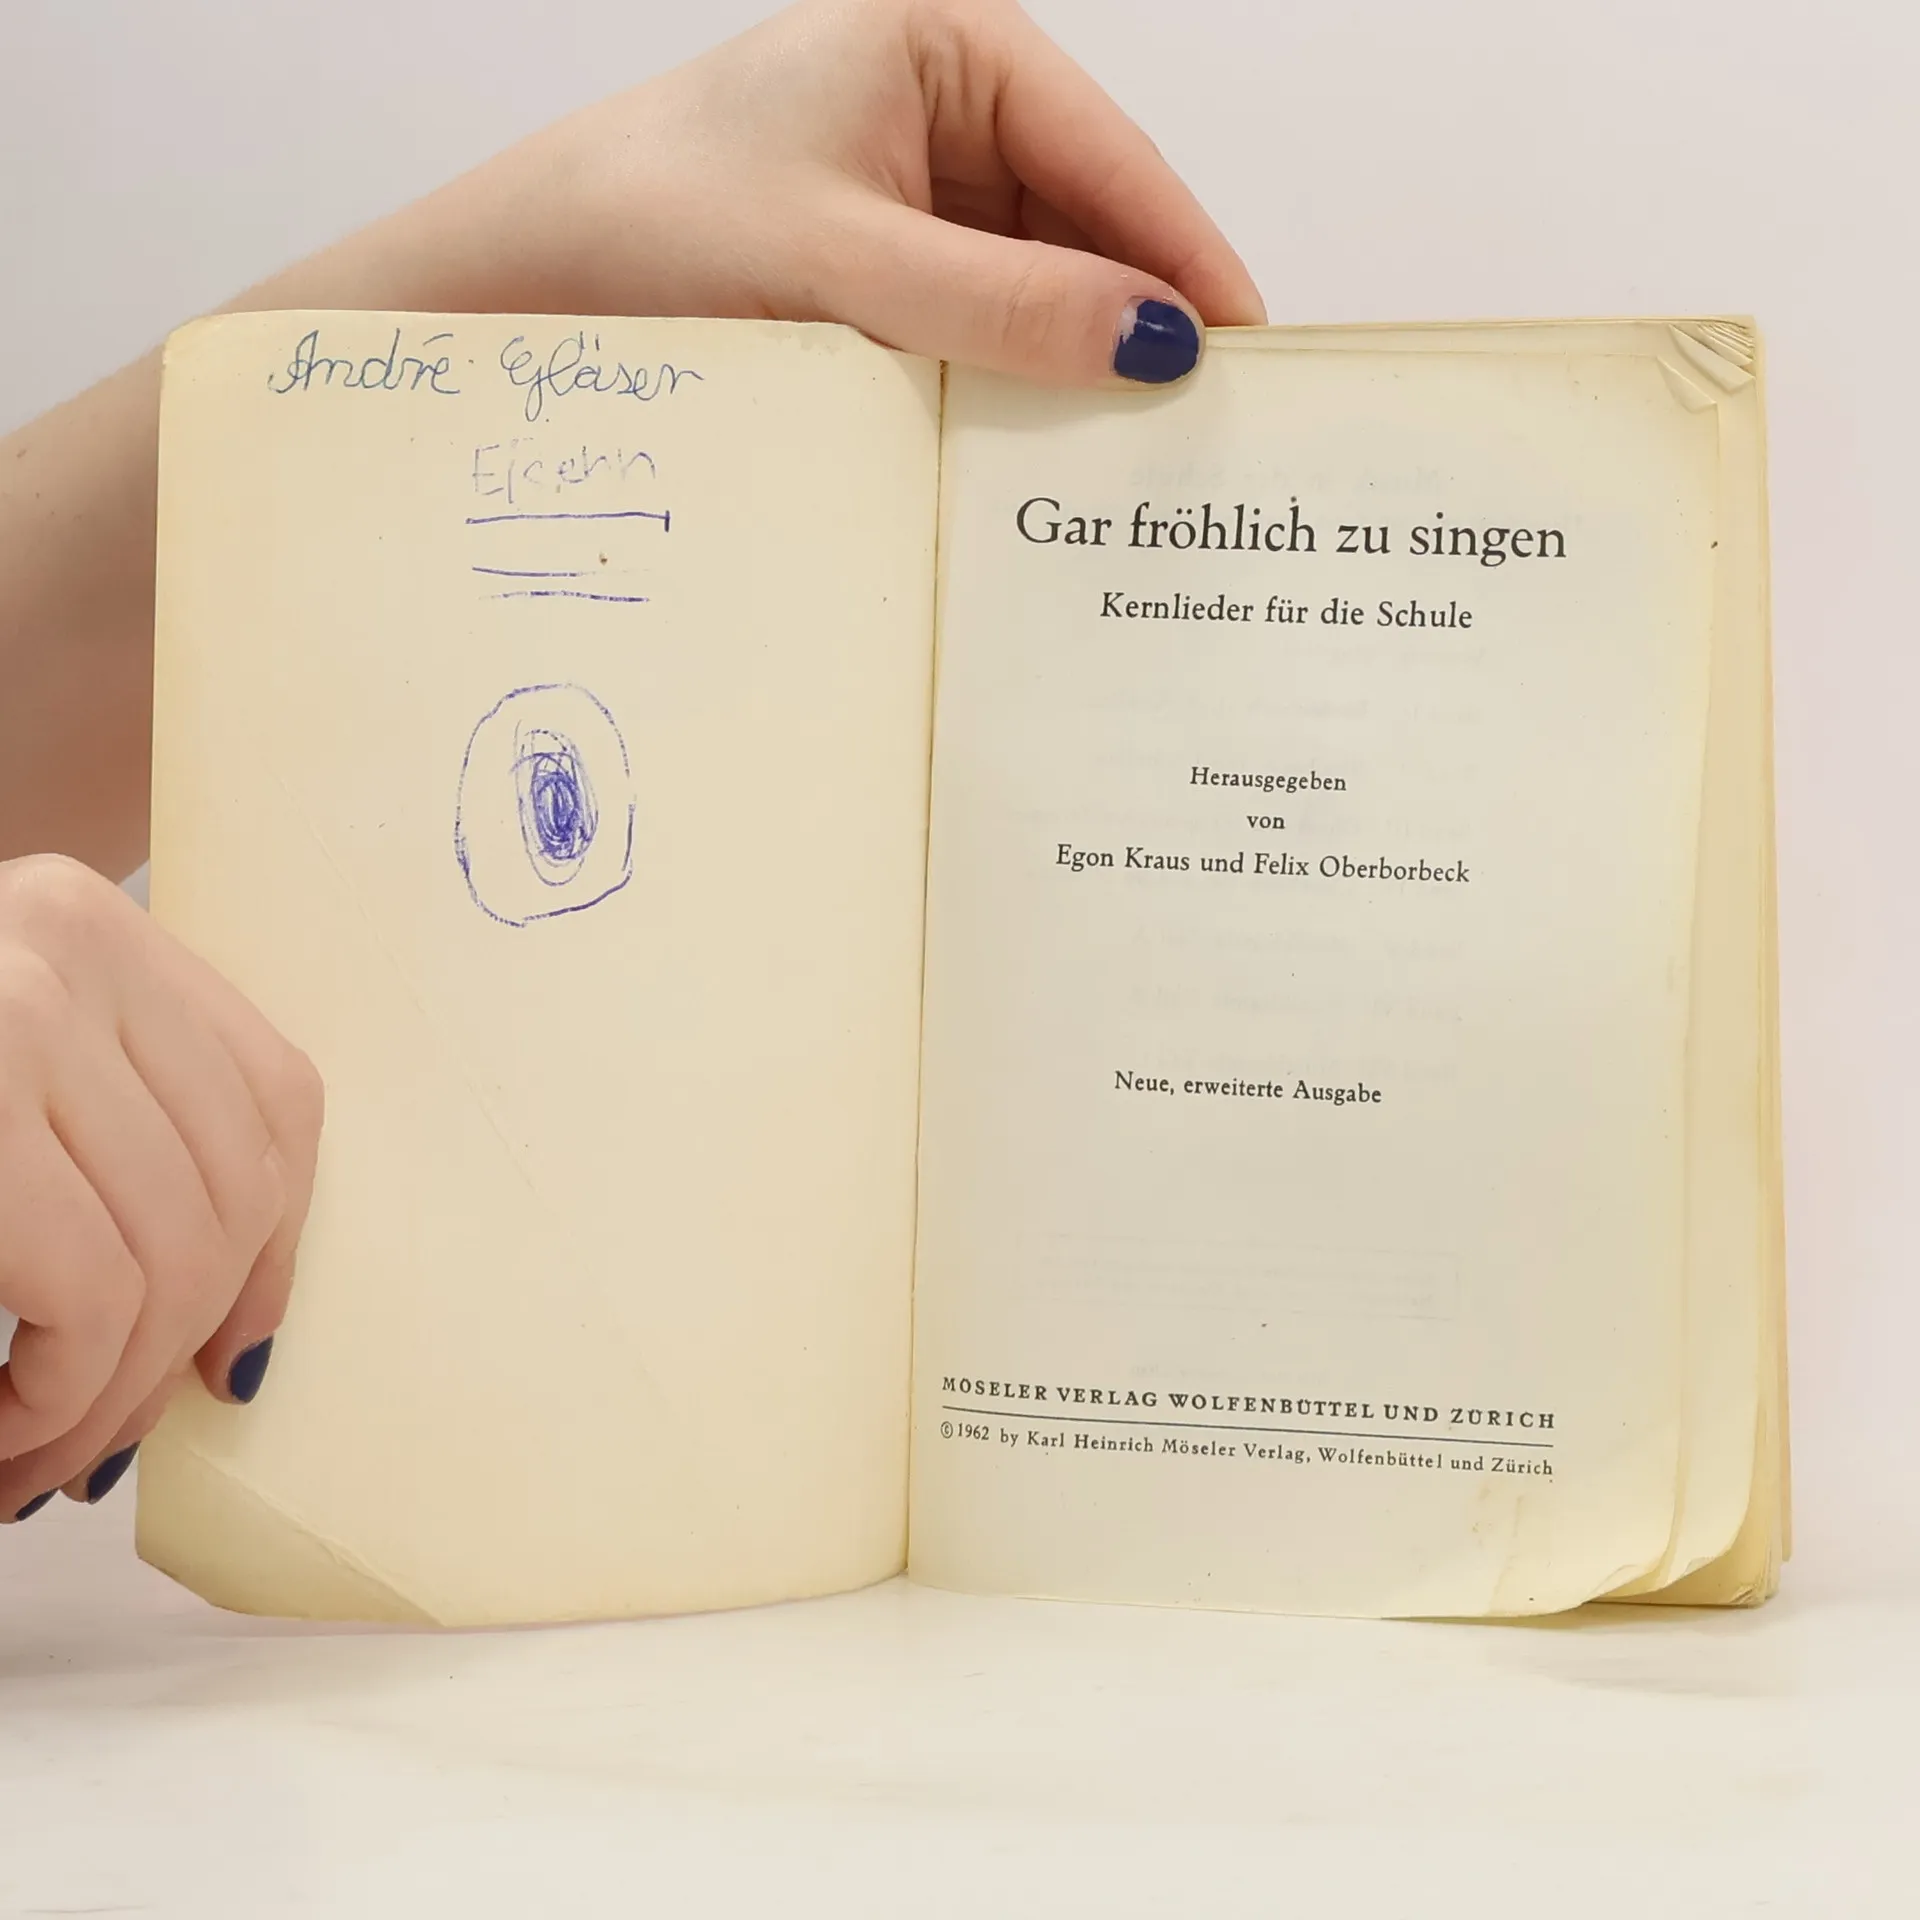 André Gläser
Gar fröhlich zu singen
Kernlieder für die Schule
Herausgegeben
von
Egon Kraus und Felix Oberborbeck
Neue, erweiterte Ausgabe
MÖSELER VERLAG WOLFENBÜTTEL UND ZÜRICH
© 1962 by Karl Heinrich Möseler Verlag, Wolfenbüttel und Zürich